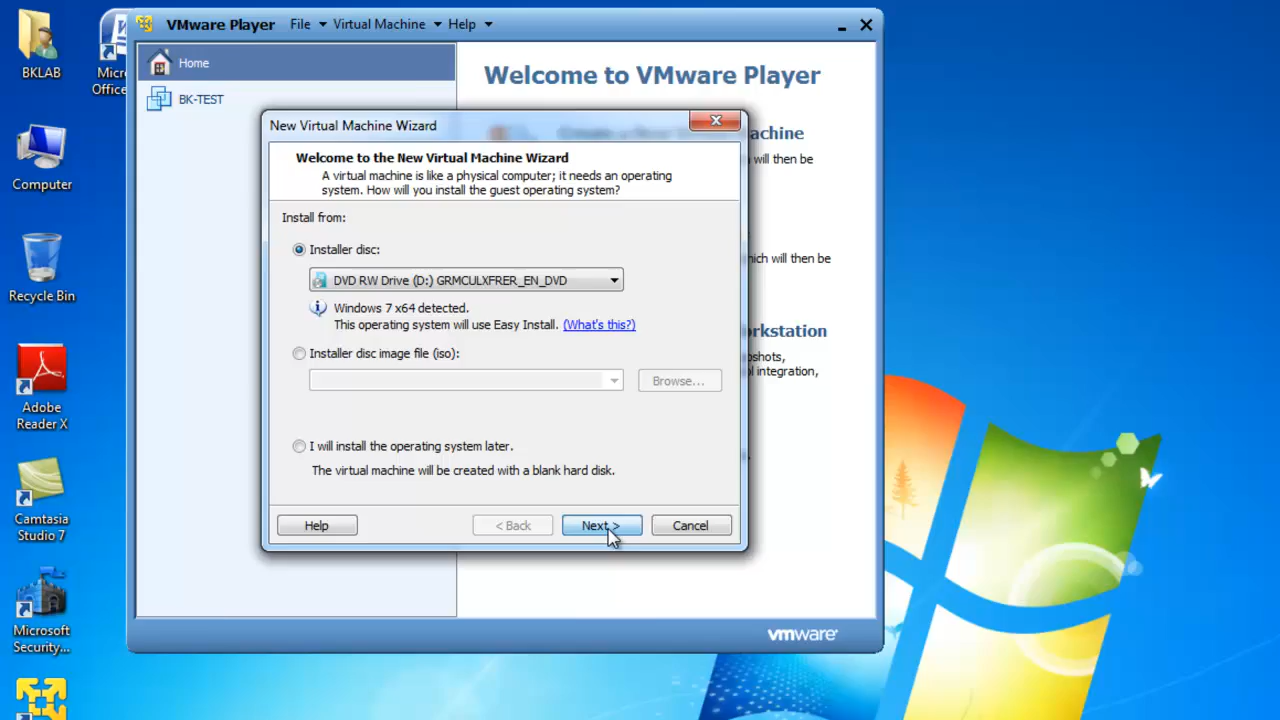 BKLAB
Micr
Office
Computer
Recycle Bin
Adobe
Reader X
Camtasia
Studio 7
Microsoft
Security...
VMware Player
File
Virtual Machine
Help
Home
BK-TEST
Welcome to VMware Player
achine
will then be
hich will then be
rkstation
pshots,
ol integration,
vmware
New Virtual Machine Wizard
Welcome to the New Virtual Machine Wizard
A virtual machine is like a physical computer; it needs an operating
system. How will you install the guest operating system?
Install from:
Installer disc:
DVD RW Drive (D:) GRMCULXFRER_EN_DVD
Windows 7 x64 detected.
This operating system will use Easy Install. (What's this?)
Installer disc image file (iso):
Browse...
I will install the operating system later.
The virtual machine will be created with a blank hard disk.
Help
< Back
Next >
Cancel